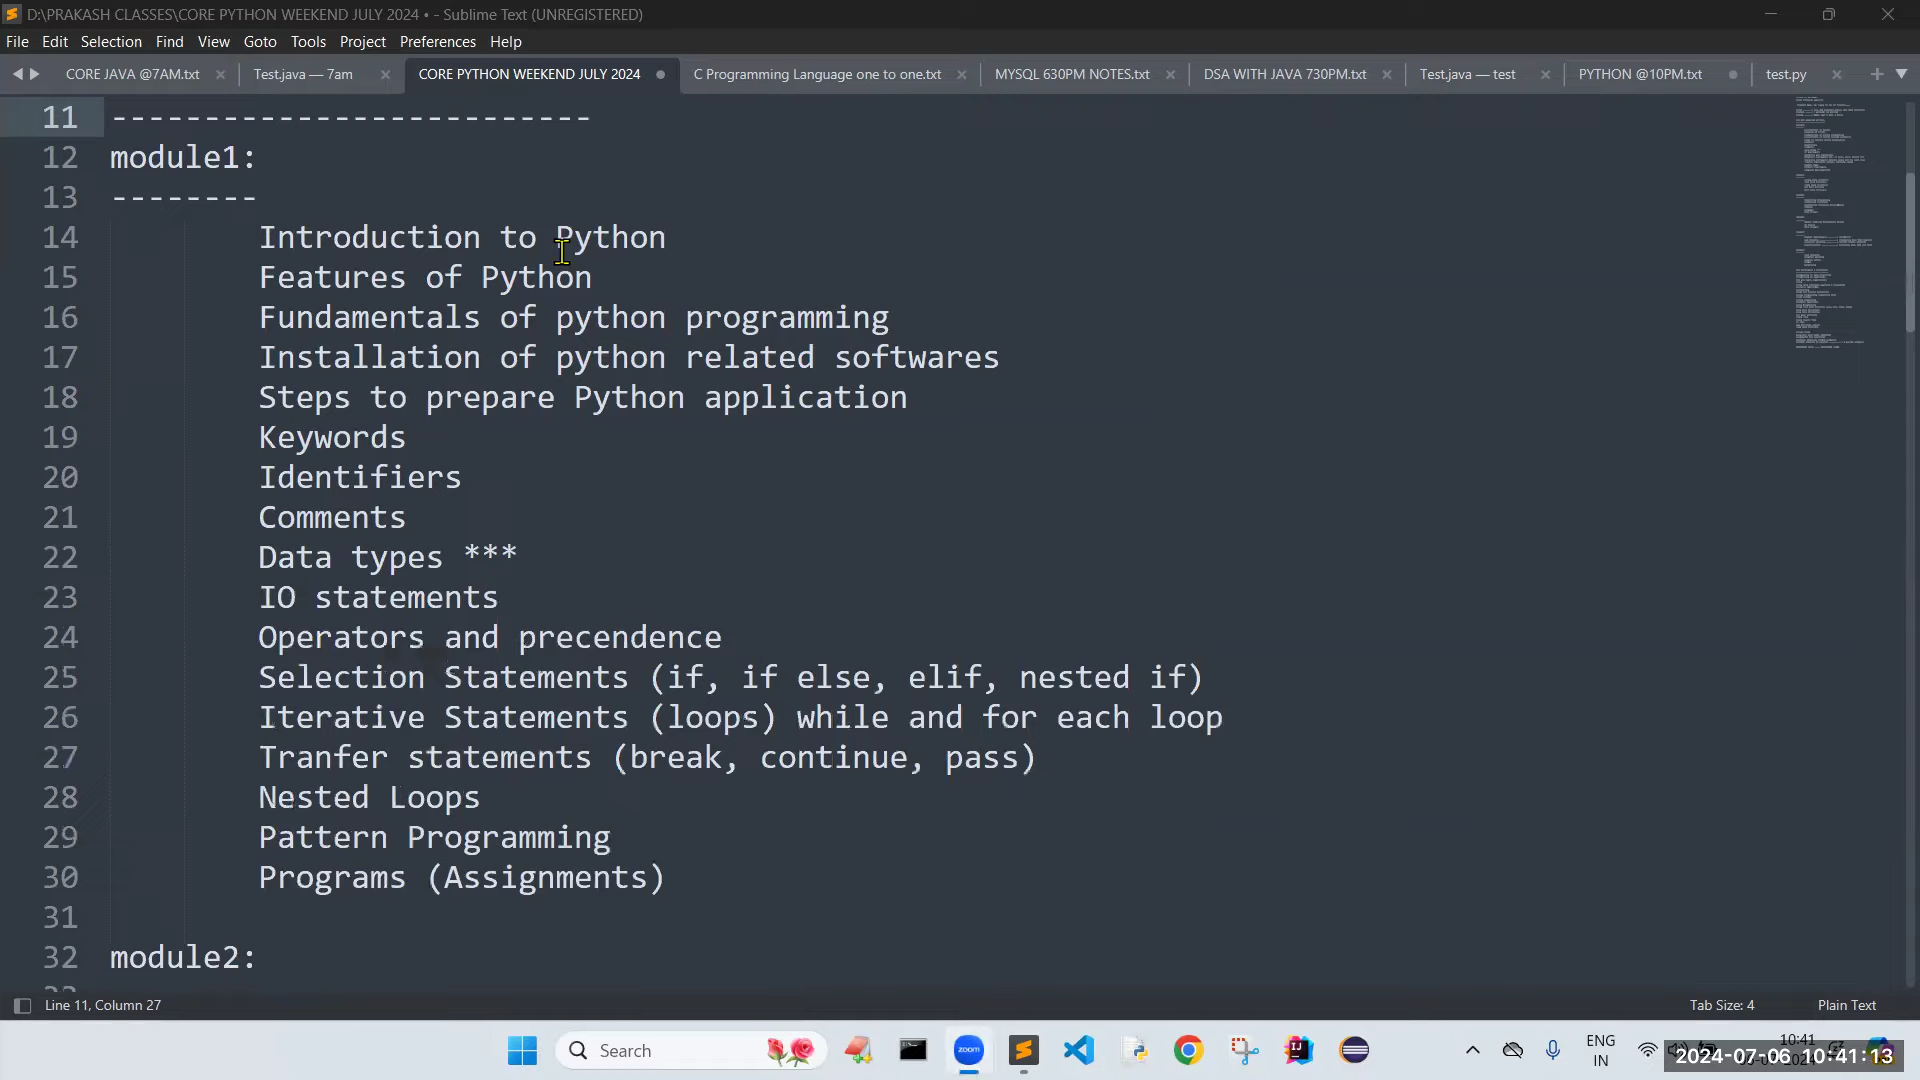 D:\PRAKASH CLASSES\CORE PYTHON WEEKEND JULY 2024 • - Sublime Text (UNREGISTERED)
File Edit Selection Find View Goto Tools Project Preferences Help
CORE JAVA @7AM.txt Test.java — 7am CORE PYTHON WEEKEND JULY 2024 C Programming Language one to one.txt MYSQL 630PM NOTES.txt DSA WITH JAVA 730PM.txt Test.java — test PYTHON @10PM.txt test.py
11 --------------------------
12 module1:
13 --------
14 Introduction to Python
15 Features of Python
16 Fundamentals of python programming
17 Installation of python related softwares
18 Steps to prepare Python application
19 Keywords
20 Identifiers
21 Comments
22 Data types ***
23 IO statements
24 Operators and precendence
25 Selection Statements (if, if else, elif, nested if)
26 Iterative Statements (loops) while and for each loop
27 Tranfer statements (break, continue, pass)
28 Nested Loops
29 Pattern Programming
30 Programs (Assignments)
31
32 module2:
Line 11, Column 27 Tab Size: 4 Plain Text
Search zoom ENG 10:41
IN 2024-07-06 10:41:13